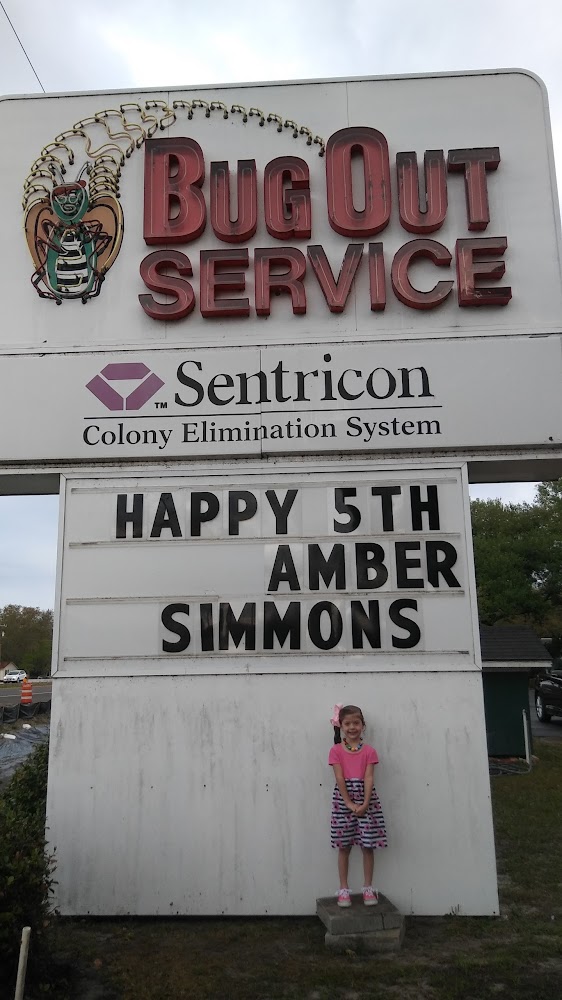 BUG OUT
SERVICE
Sentricon
TM
Colony Elimination System
HAPPY 5TH
AMBER
SIMMONS